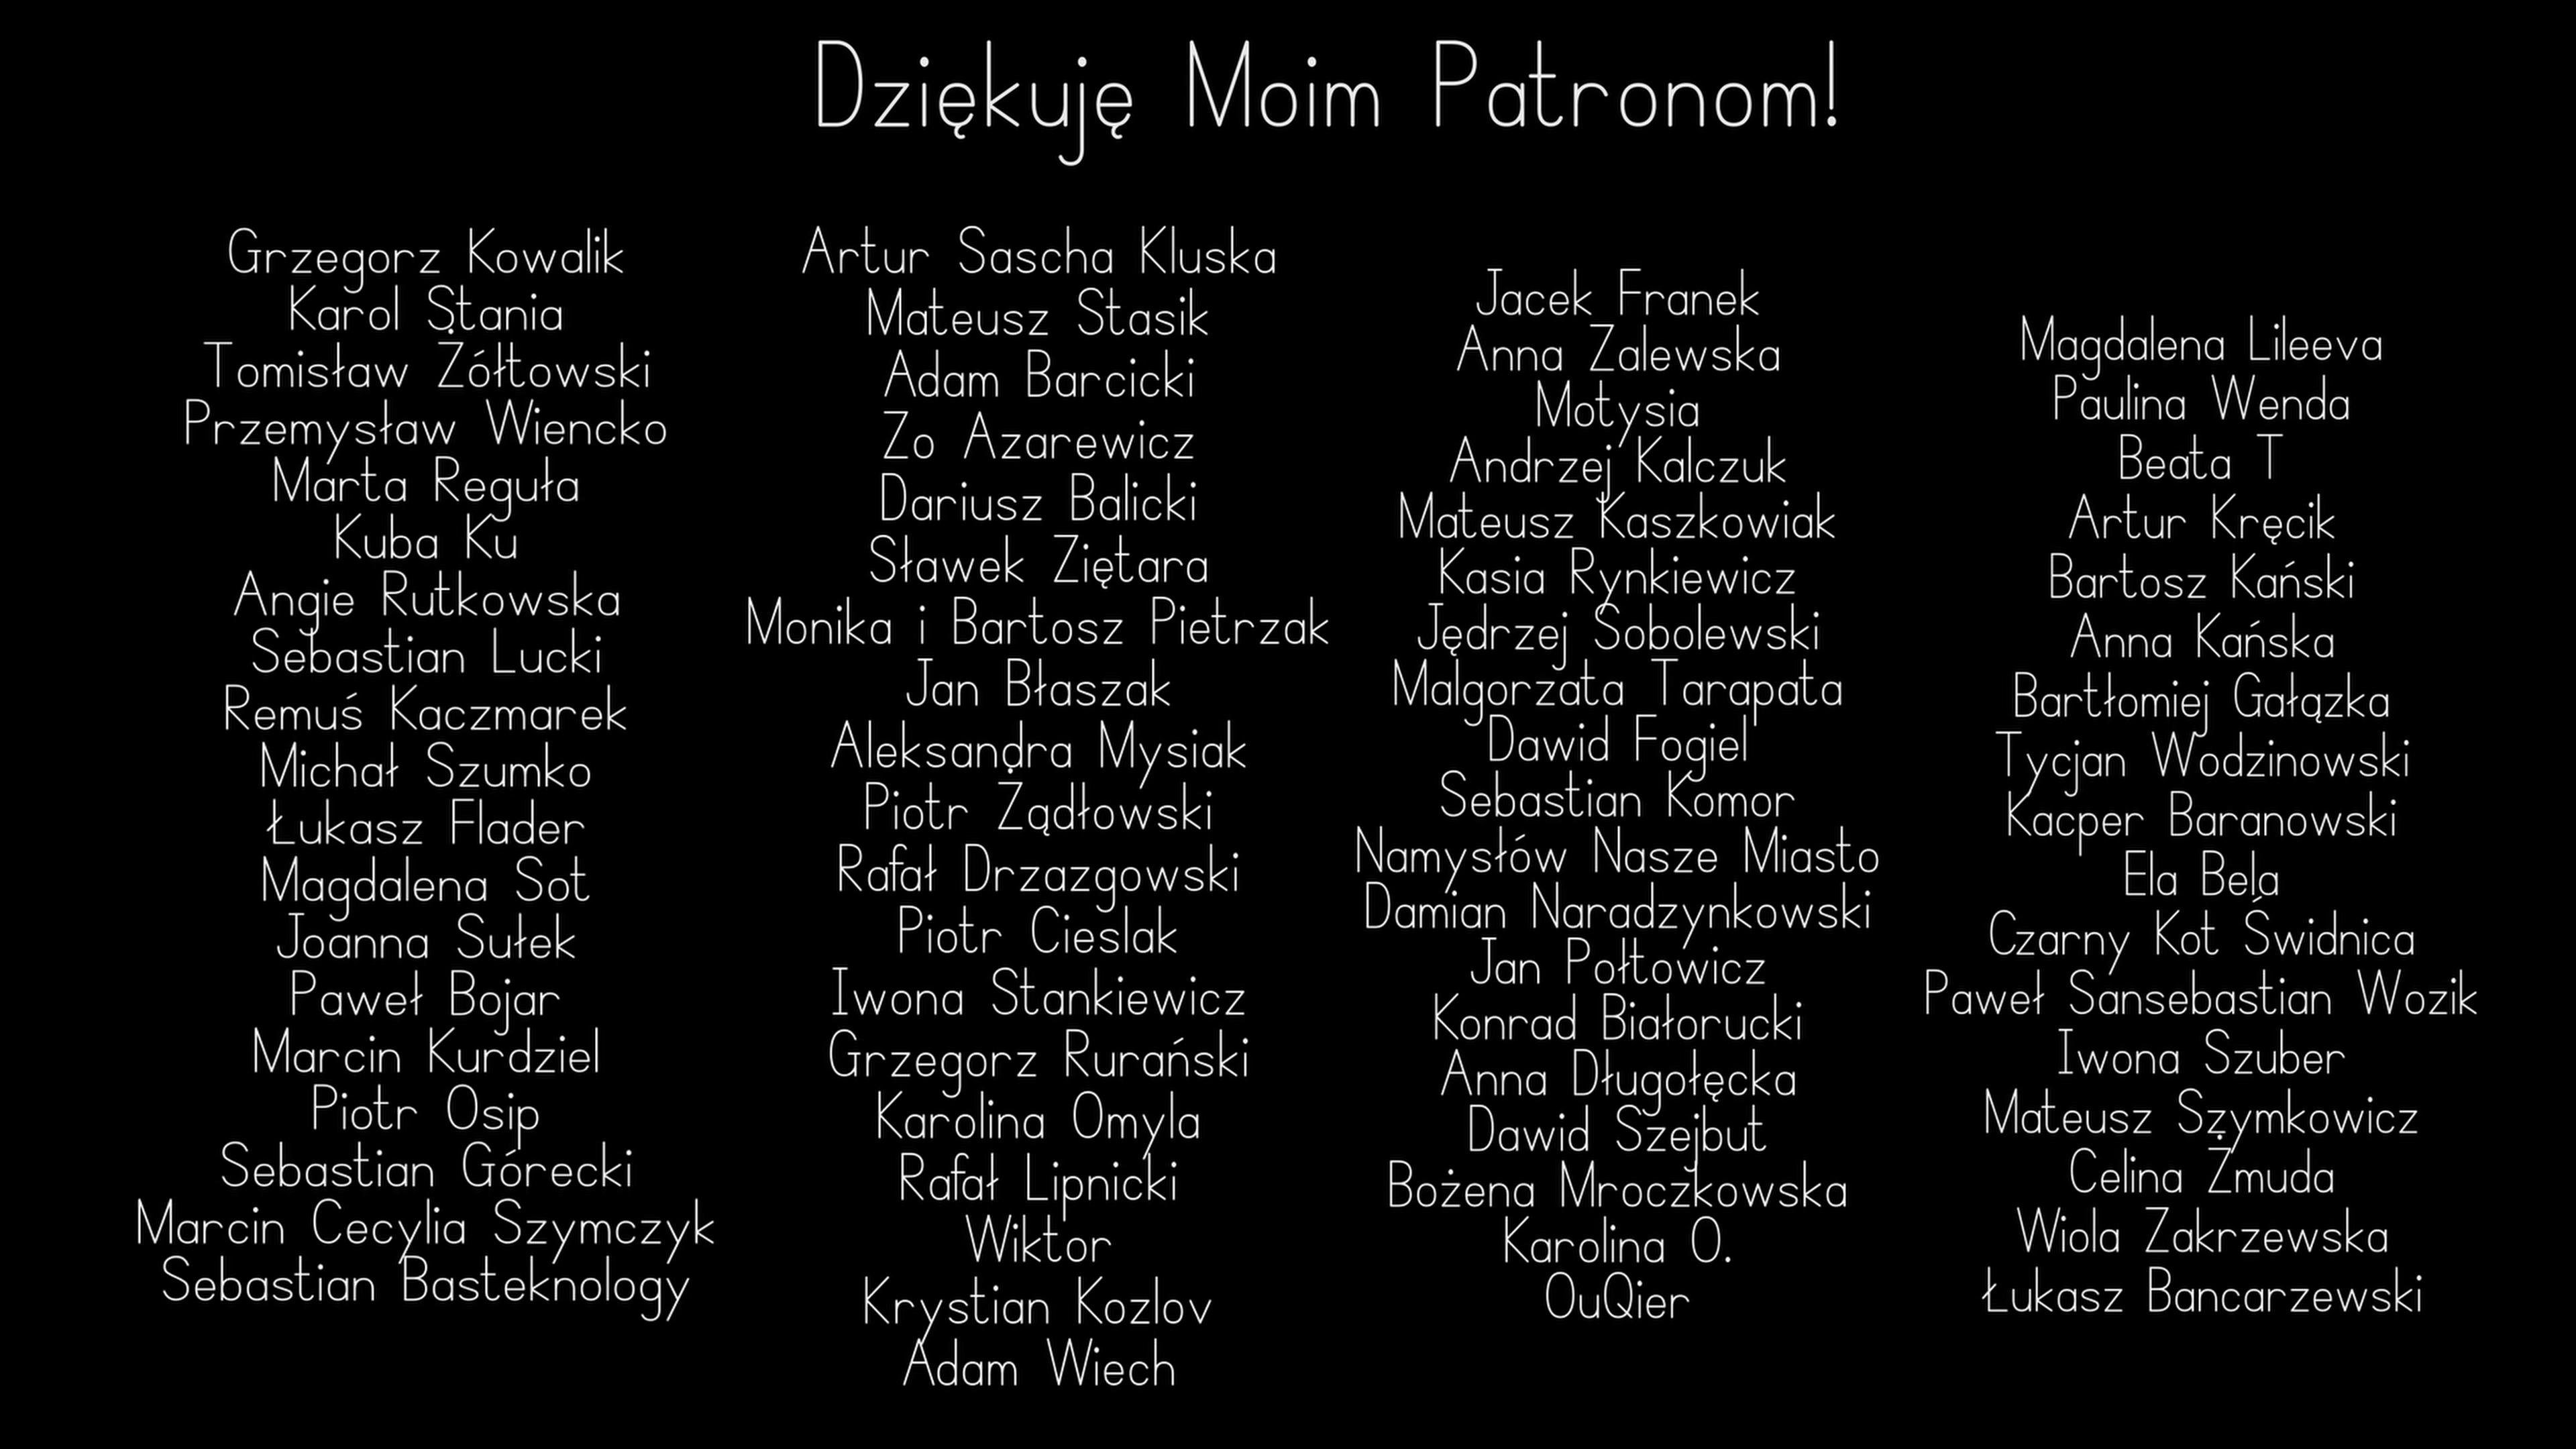 Dziękuję Moim Patronom!
Grzegorz Kowalik
Karol Stania
Tomisław Żółtowski
Przemysław Wiencko
Marta Reguła
Kuba Ku
Angie Rutkowska
Sebastian Lucki
Remuś Kaczmarek
Michał Szumko
Łukasz Flader
Magdalena Sot
Joanna Sułek
Paweł Bojar
Marcin Kurdziel
Piotr Osip
Sebastian Górecki
Marcin Cecylia Szymczyk
Sebastian Basteknology
Artur Sascha Kluska
Mateusz Stasik
Adam Barcicki
Zo Azarewicz
Dariusz Balicki
Sławek Ziętara
Monika i Bartosz Pietrzak
Jan Błaszak
Aleksandra Mysiak
Piotr Żądłowski
Rafał Drzazgowski
Piotr Cieslak
Iwona Stankiewicz
Grzegorz Rurański
Karolina Omyla
Rafał Lipnicki
Wiktor
Krystian Kozlov
Adam Wiech
Jacek Franek
Anna Zalewska
Motysia
Andrzej Kalczuk
Mateusz Kaszkowiak
Kasia Rynkiewicz
Jędrzej Sobolewski
Malgorzata Tarapata
Dawid Fogiel
Sebastian Komor
Namysłów Nasze Miasto
Damian Naradzynkowski
Jan Połtowicz
Konrad Białorucki
Anna Długołęcka
Dawid Szejbut
Bożena Mroczkowska
Karolina O.
OuQier
Magdalena Lileeva
Paulina Wenda
Beata T
Artur Kręcik
Bartosz Kański
Anna Kańska
Bartłomiej Gałązka
Tycjan Wodzinowski
Kacper Baranowski
Ela Bela
Czarny Kot Świdnica
Paweł Sansebastian Wozik
Iwona Szuber
Mateusz Szymkowicz
Celina Żmuda
Wiola Zakrzewska
Łukasz Bancarzewski